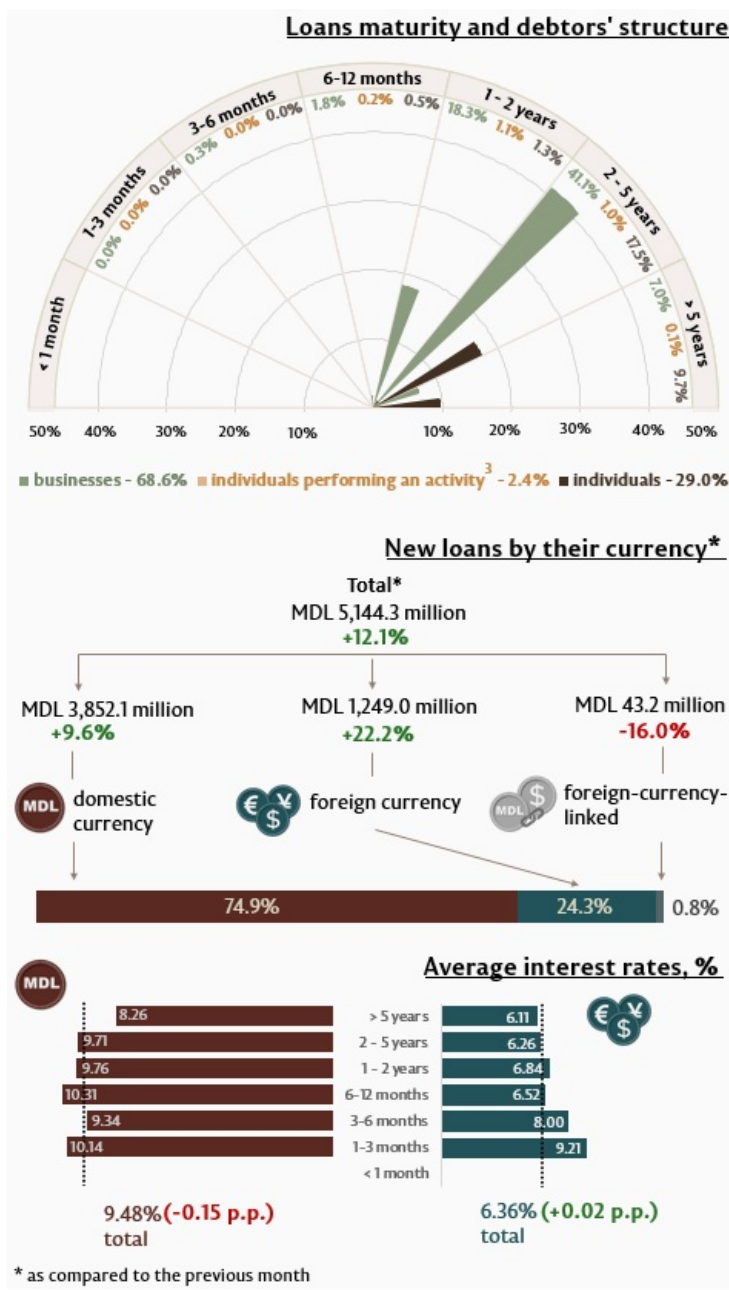 Loans maturity and debtors' structure
< 1 month
1-3 months
3-6 months
6-12 months
1 - 2 years
2 - 5 years
> 5 years
0.0% 0.0% 0.0%
0.3% 0.0% 0.0%
1.8% 0.2% 0.5%
18.3% 1.1% 1.3%
41.1% 1.0% 17.5%
7.0% 0.1% 9.7%
50% 40% 30% 20% 10% 10% 20% 30% 40% 50%
businesses - 68.6% individuals performing an activity3 - 2.4% individuals - 29.0%
New loans by their currency*
Total*
MDL 5,144.3 million
+12.1%
MDL 3,852.1 million
+9.6%
MDL 1,249.0 million
+22.2%
MDL 43.2 million
-16.0%
MDL domestic
currency
€ ¥ $ foreign currency
MDL $ foreign-currency-
linked
74.9% 24.3% 0.8%
Average interest rates, %
MDL
€ ¥ $
8.26 > 5 years 6.11
9.71 2 - 5 years 6.26
9.76 1 - 2 years 6.84
10.31 6-12 months 6.52
9.34 3-6 months 8.00
10.14 1-3 months 9.21
< 1 month
9.48% (-0.15 p.p.)
total
6.36% (+0.02 p.p.)
total
* as compared to the previous month